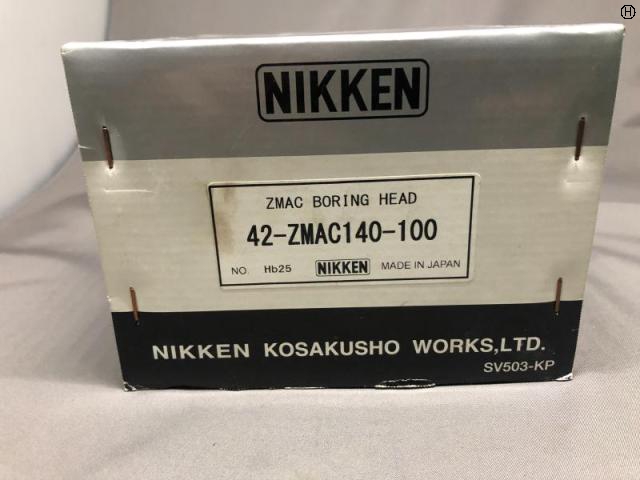 H
NIKKEN
ZMAC BORING HEAD
42-ZMAC140-100
NO. Hb25 NIKKEN MADE IN JAPAN
NIKKEN KOSAKUSHO WORKS,LTD.
SV503-KP